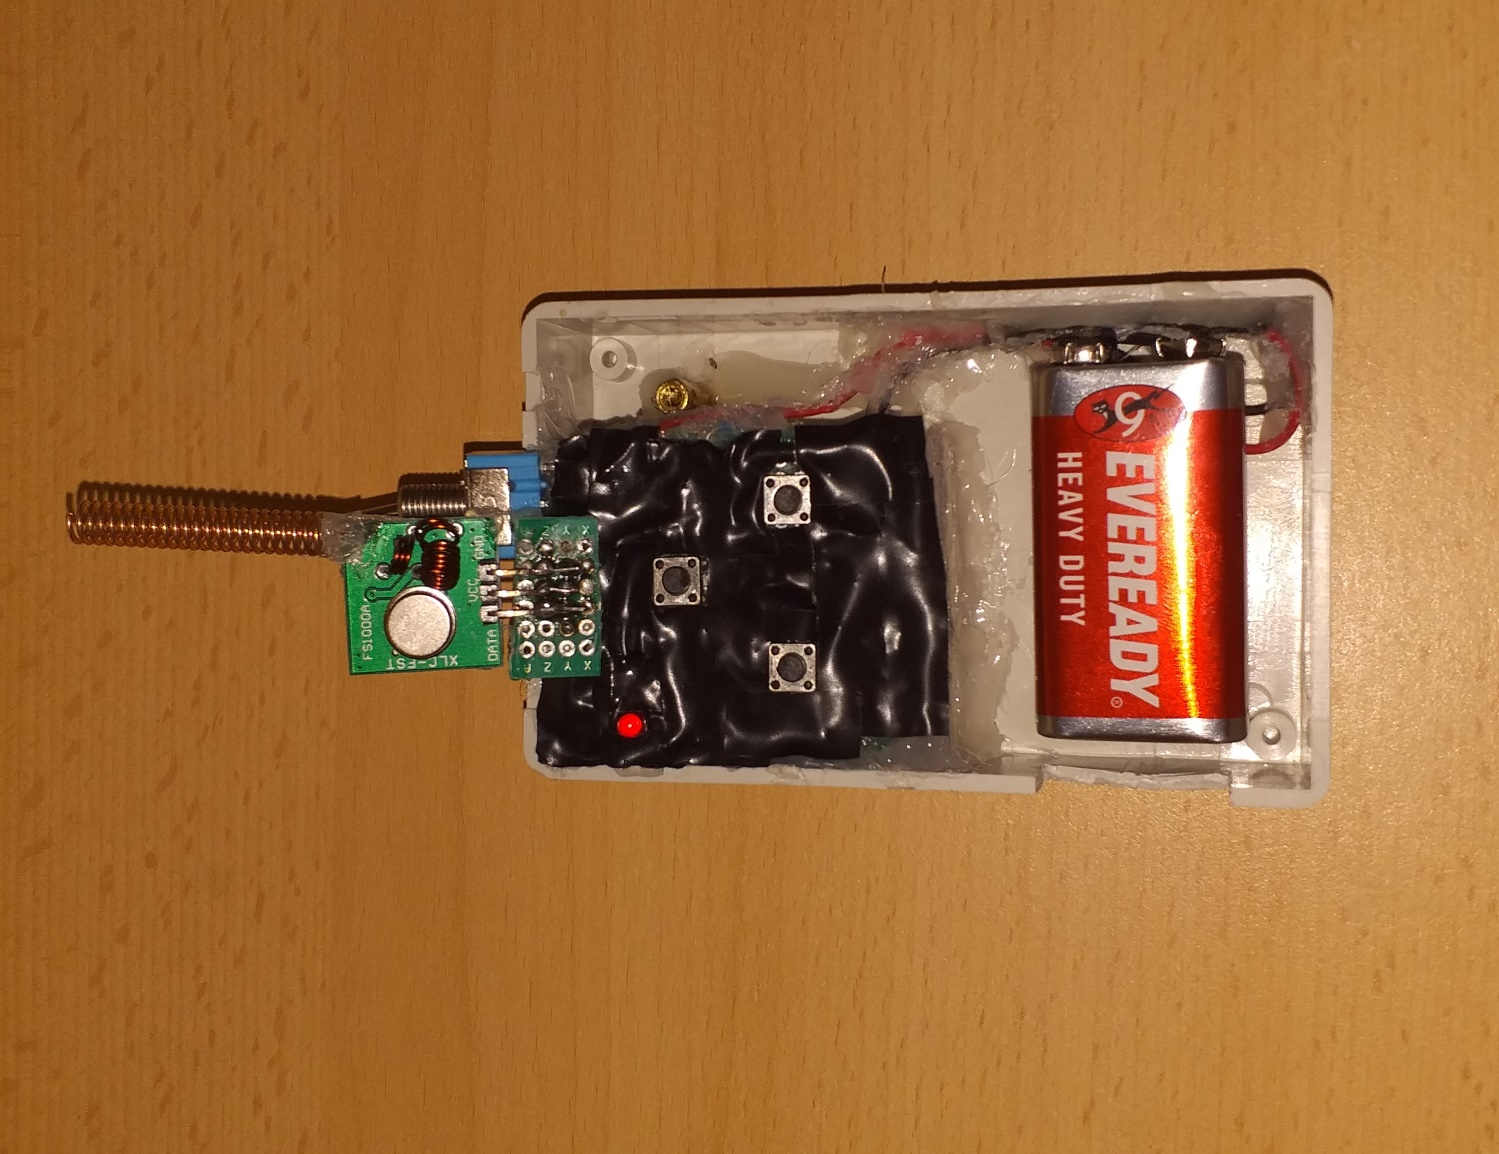 EVEREADY®
HEAVY DUTY
9
FS1000A
XLC-FST
DATA
VCC
GND
X
Y
X
Y
Z
A